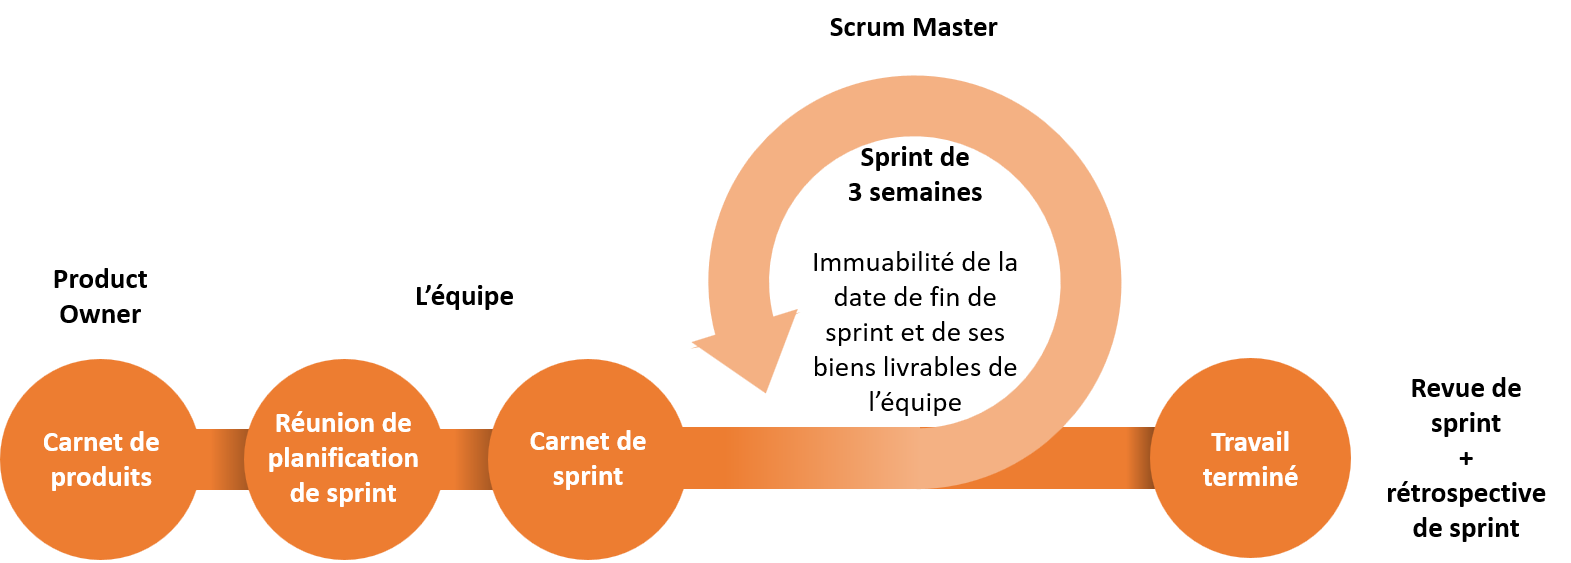 Scrum Master
Sprint de
3 semaines
Immuabilité de la
date de fin de
sprint et de ses
biens livrables de
l’équipe
Product
Owner
L’équipe
Carnet de
produits
Réunion de
planification
de sprint
Carnet de
sprint
Travail
terminé
Revue de
sprint
+
rétrospective
de sprint